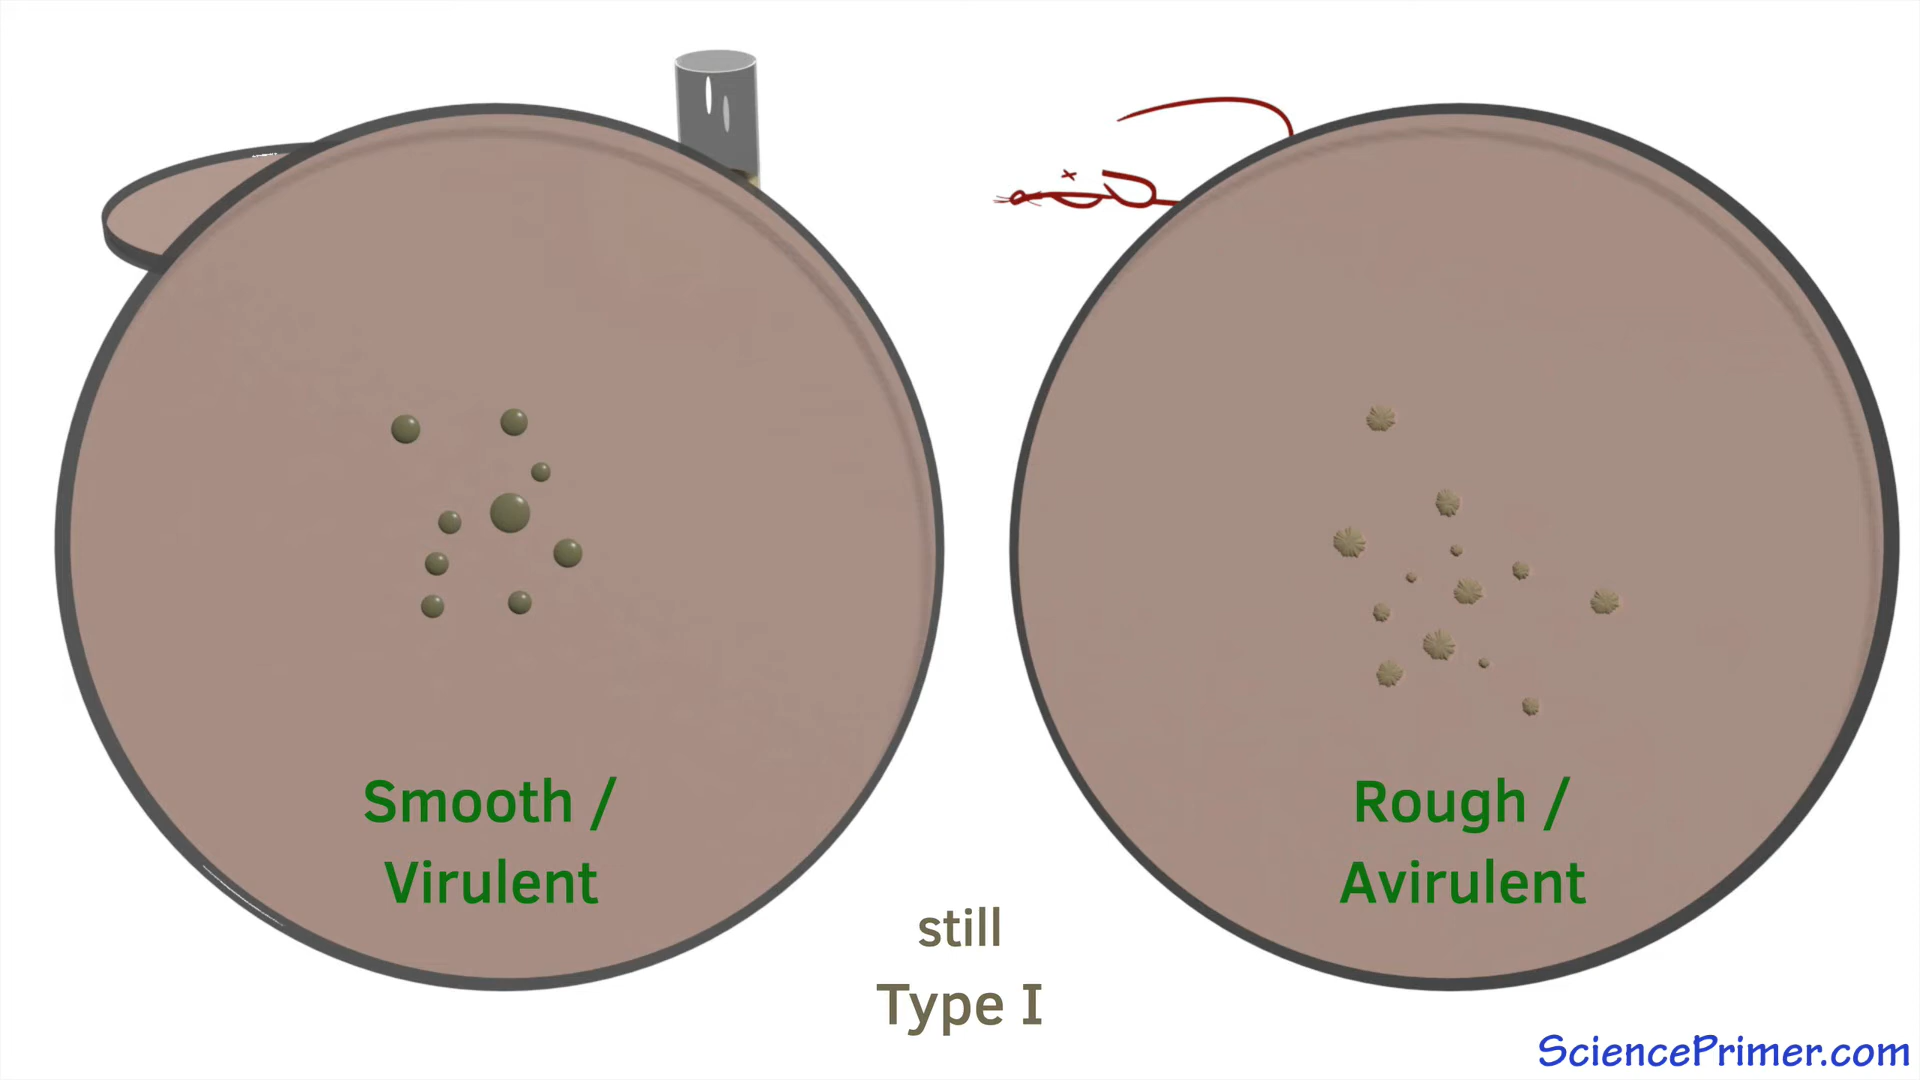 Smooth /
Virulent
Rough /
Avirulent
still
Type I
SciencePrimer.com